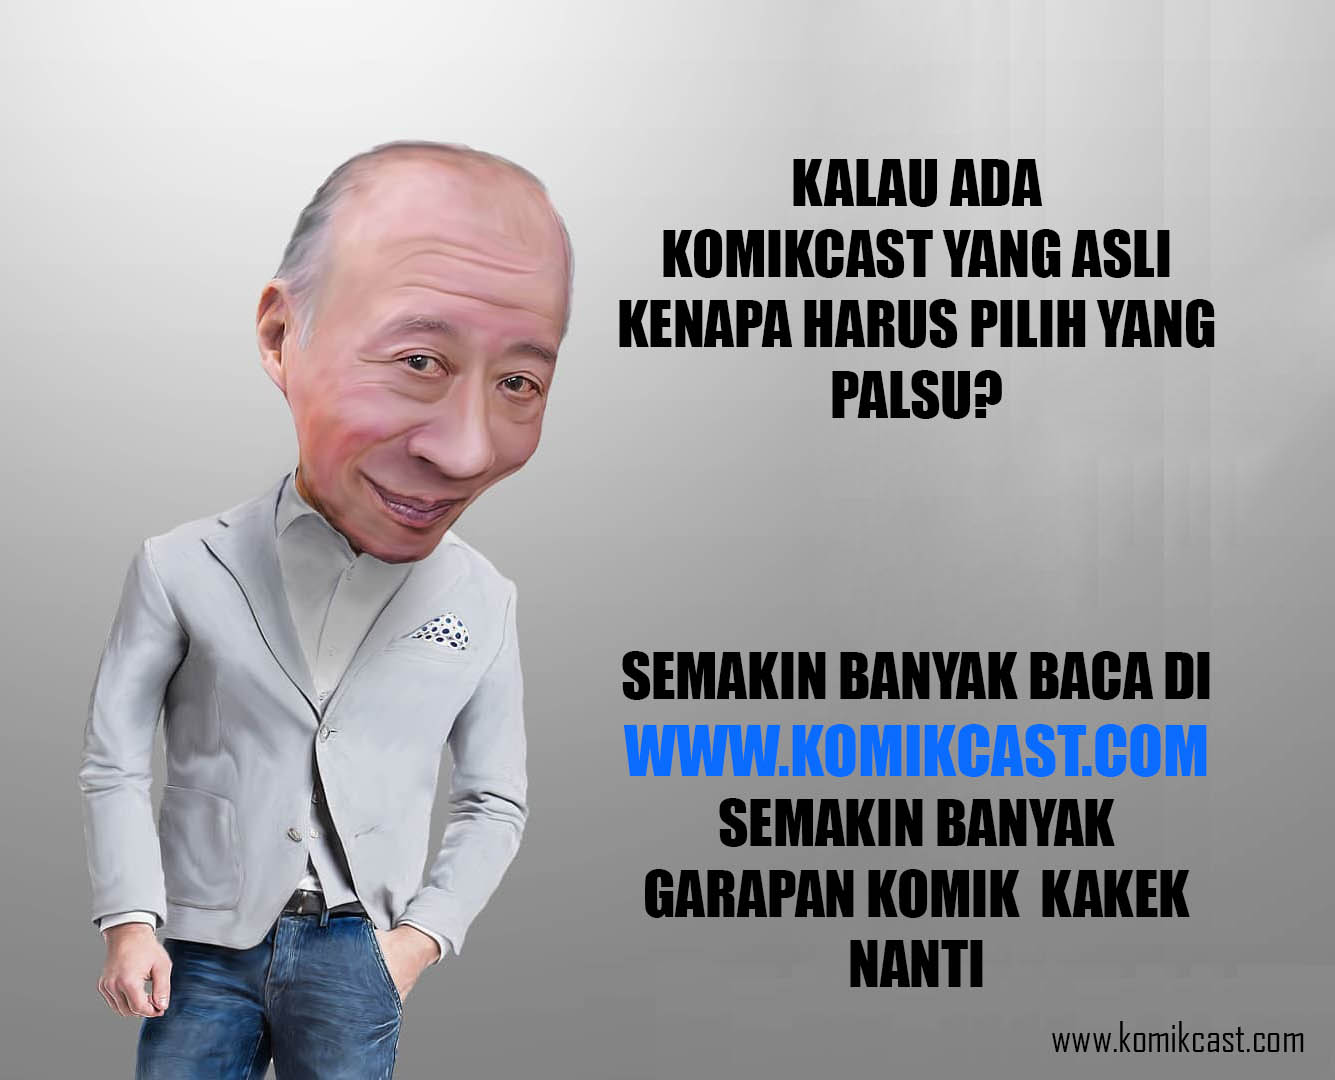 KALAU ADA
KOMIKCAST YANG ASLI
KENAPA HARUS PILIH YANG
PALSU?
SEMAKIN BANYAK BACA DI
WWW.KOMIKCAST.COM
SEMAKIN BANYAK
GARAPAN KOMIK KAKEK
NANTI
www.komikcast.com